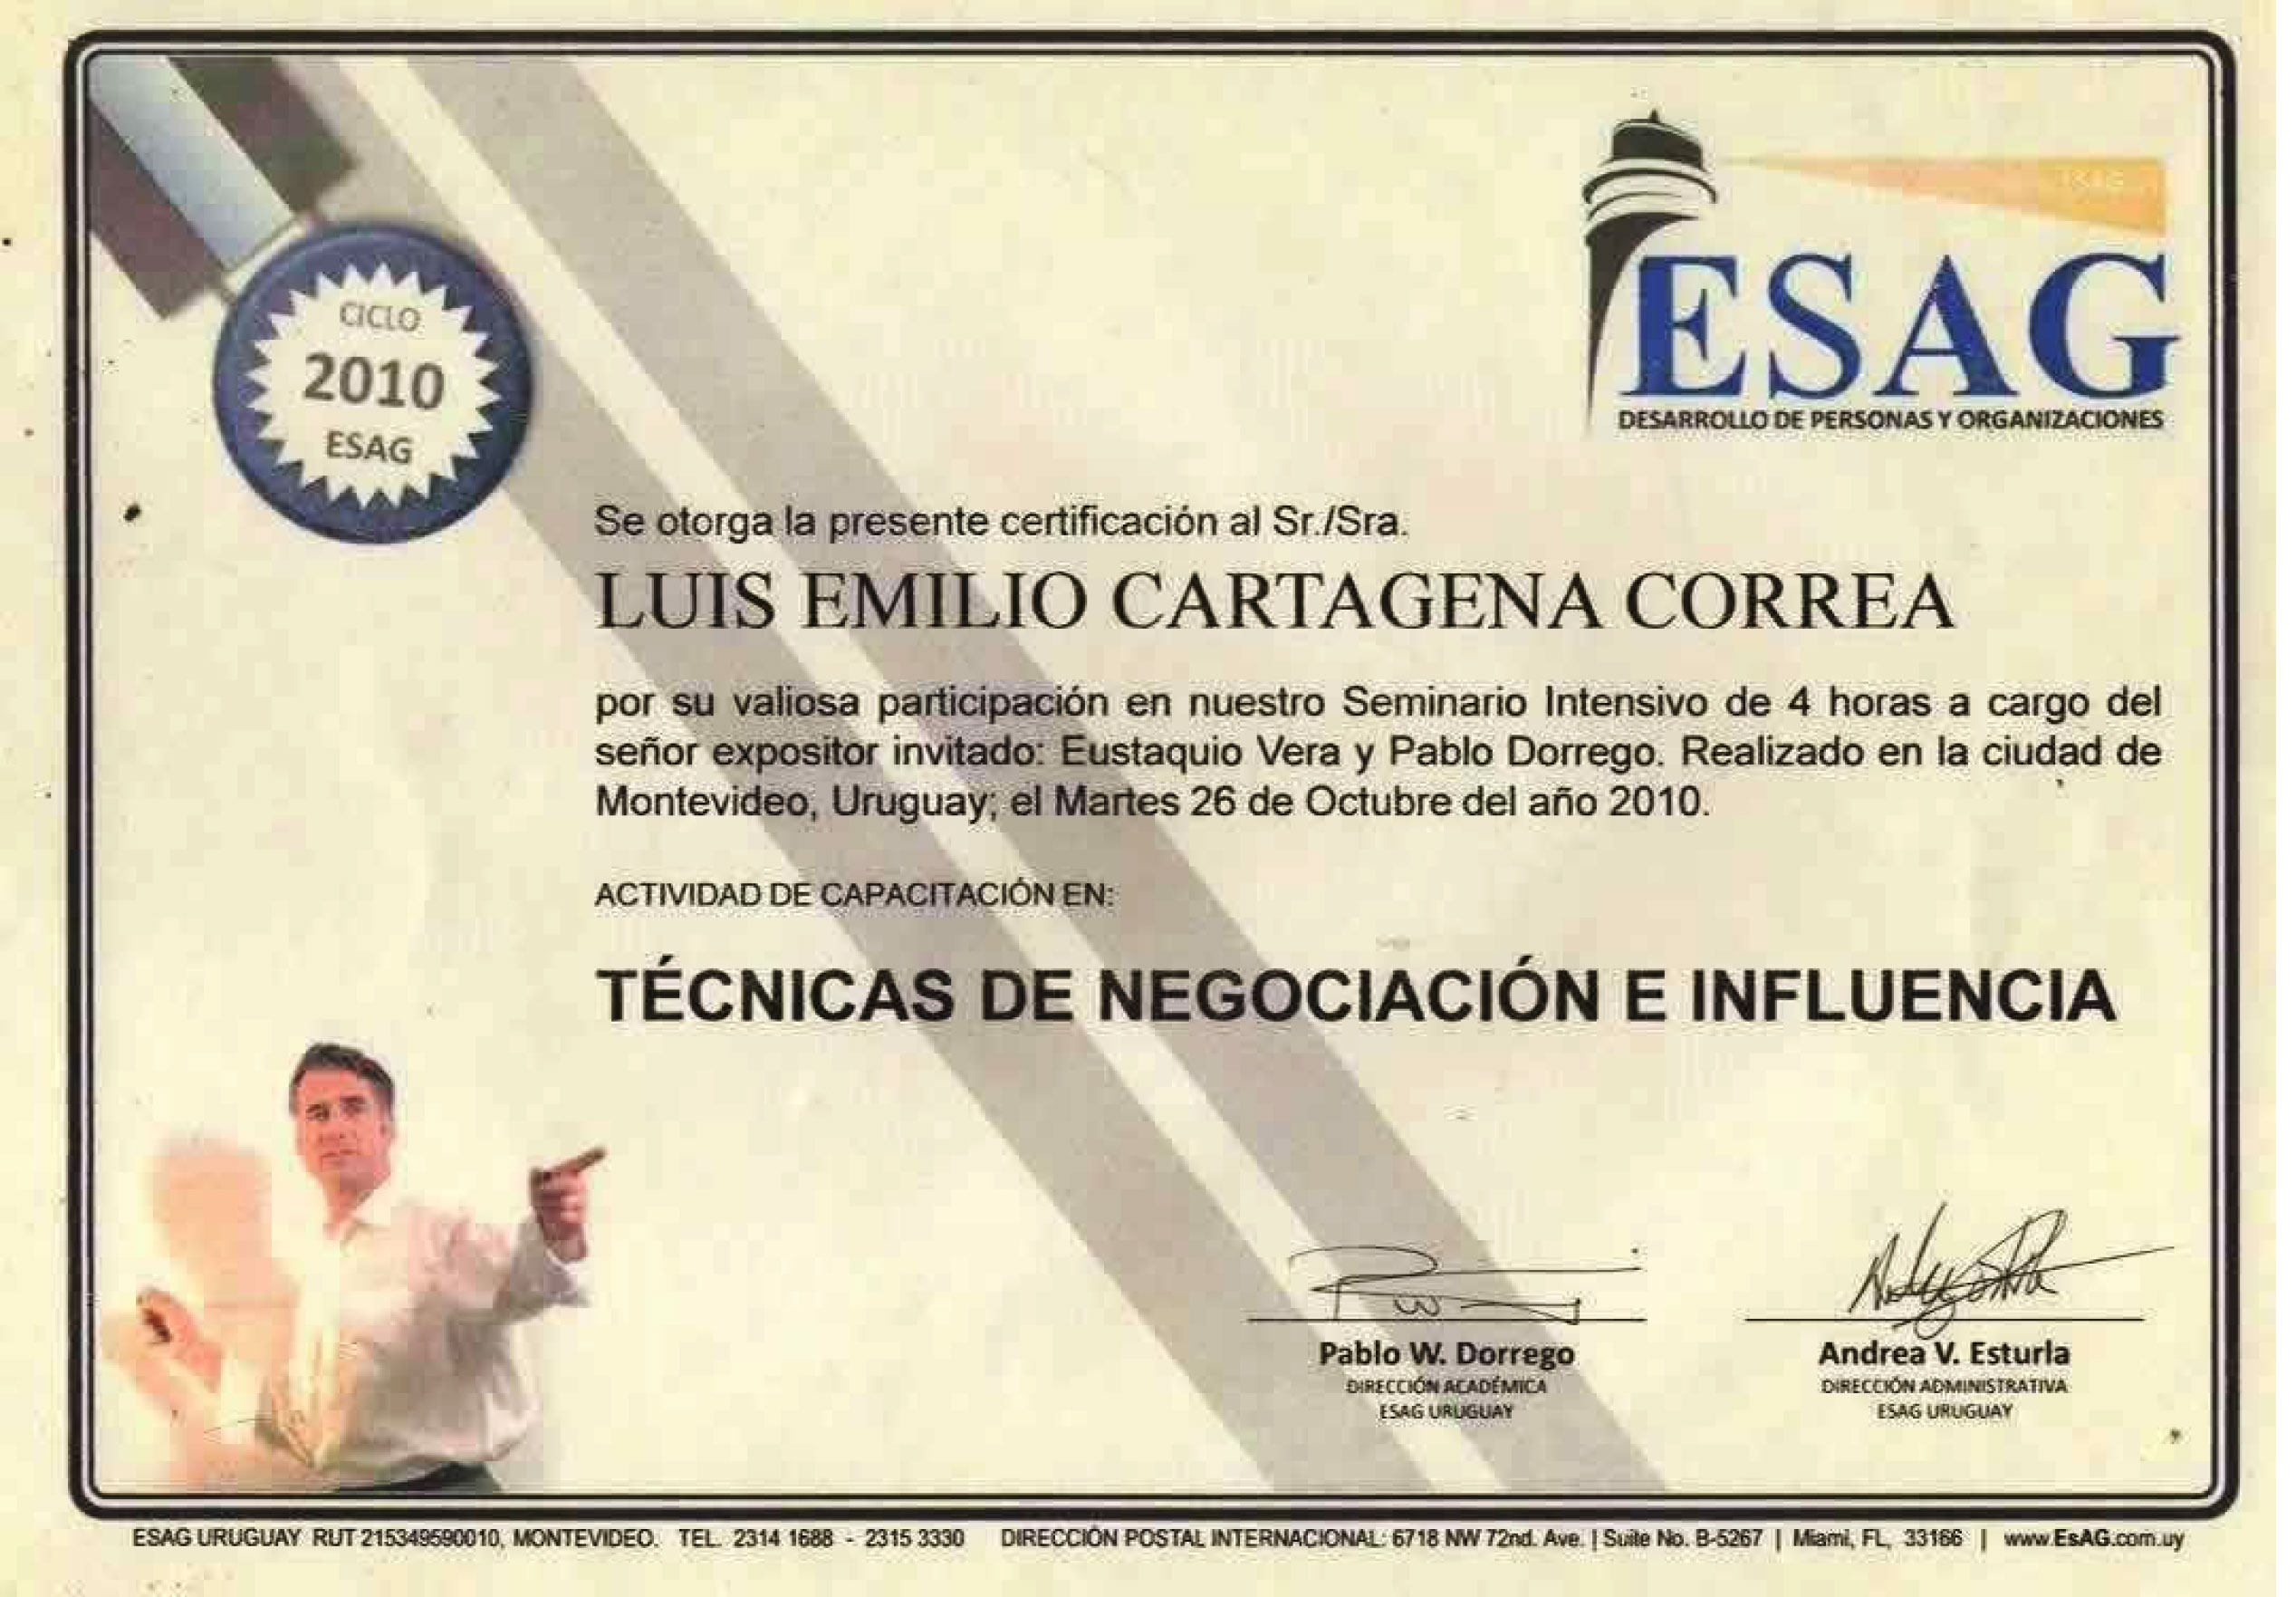 CICLO
2010
ESAG
ESAG
DESARROLLO DE PERSONAS Y ORGANIZACIONES
Se otorga la presente certificación al Sr./Sra.
LUIS EMILIO CARTAGENA CORREA
por su valiosa participación en nuestro Seminario Intensivo de 4 horas a cargo del
señor expositor invitado: Eustaquio Vera y Pablo Dorrego. Realizado en la ciudad de
Montevideo, Uruguay; el Martes 26 de Octubre del año 2010.
ACTIVIDAD DE CAPACITACIÓN EN:
TÉCNICAS DE NEGOCIACIÓN E INFLUENCIA
Pablo W. Dorrego
DIRECCIÓN ACADÉMICA
ESAG URUGUAY
Andrea V. Esturla
DIRECCIÓN ADMINISTRATIVA
ESAG URUGUAY
ESAG URUGUAY RUT 215349590010, MONTEVIDEO. TEL. 2314 1688 - 2315 3330 DIRECCIÓN POSTAL INTERNACIONAL: 6718 NW 72nd. Ave. | Suite No. B-5267 | Miami, FL, 33166 | www.EsAG.com.uy